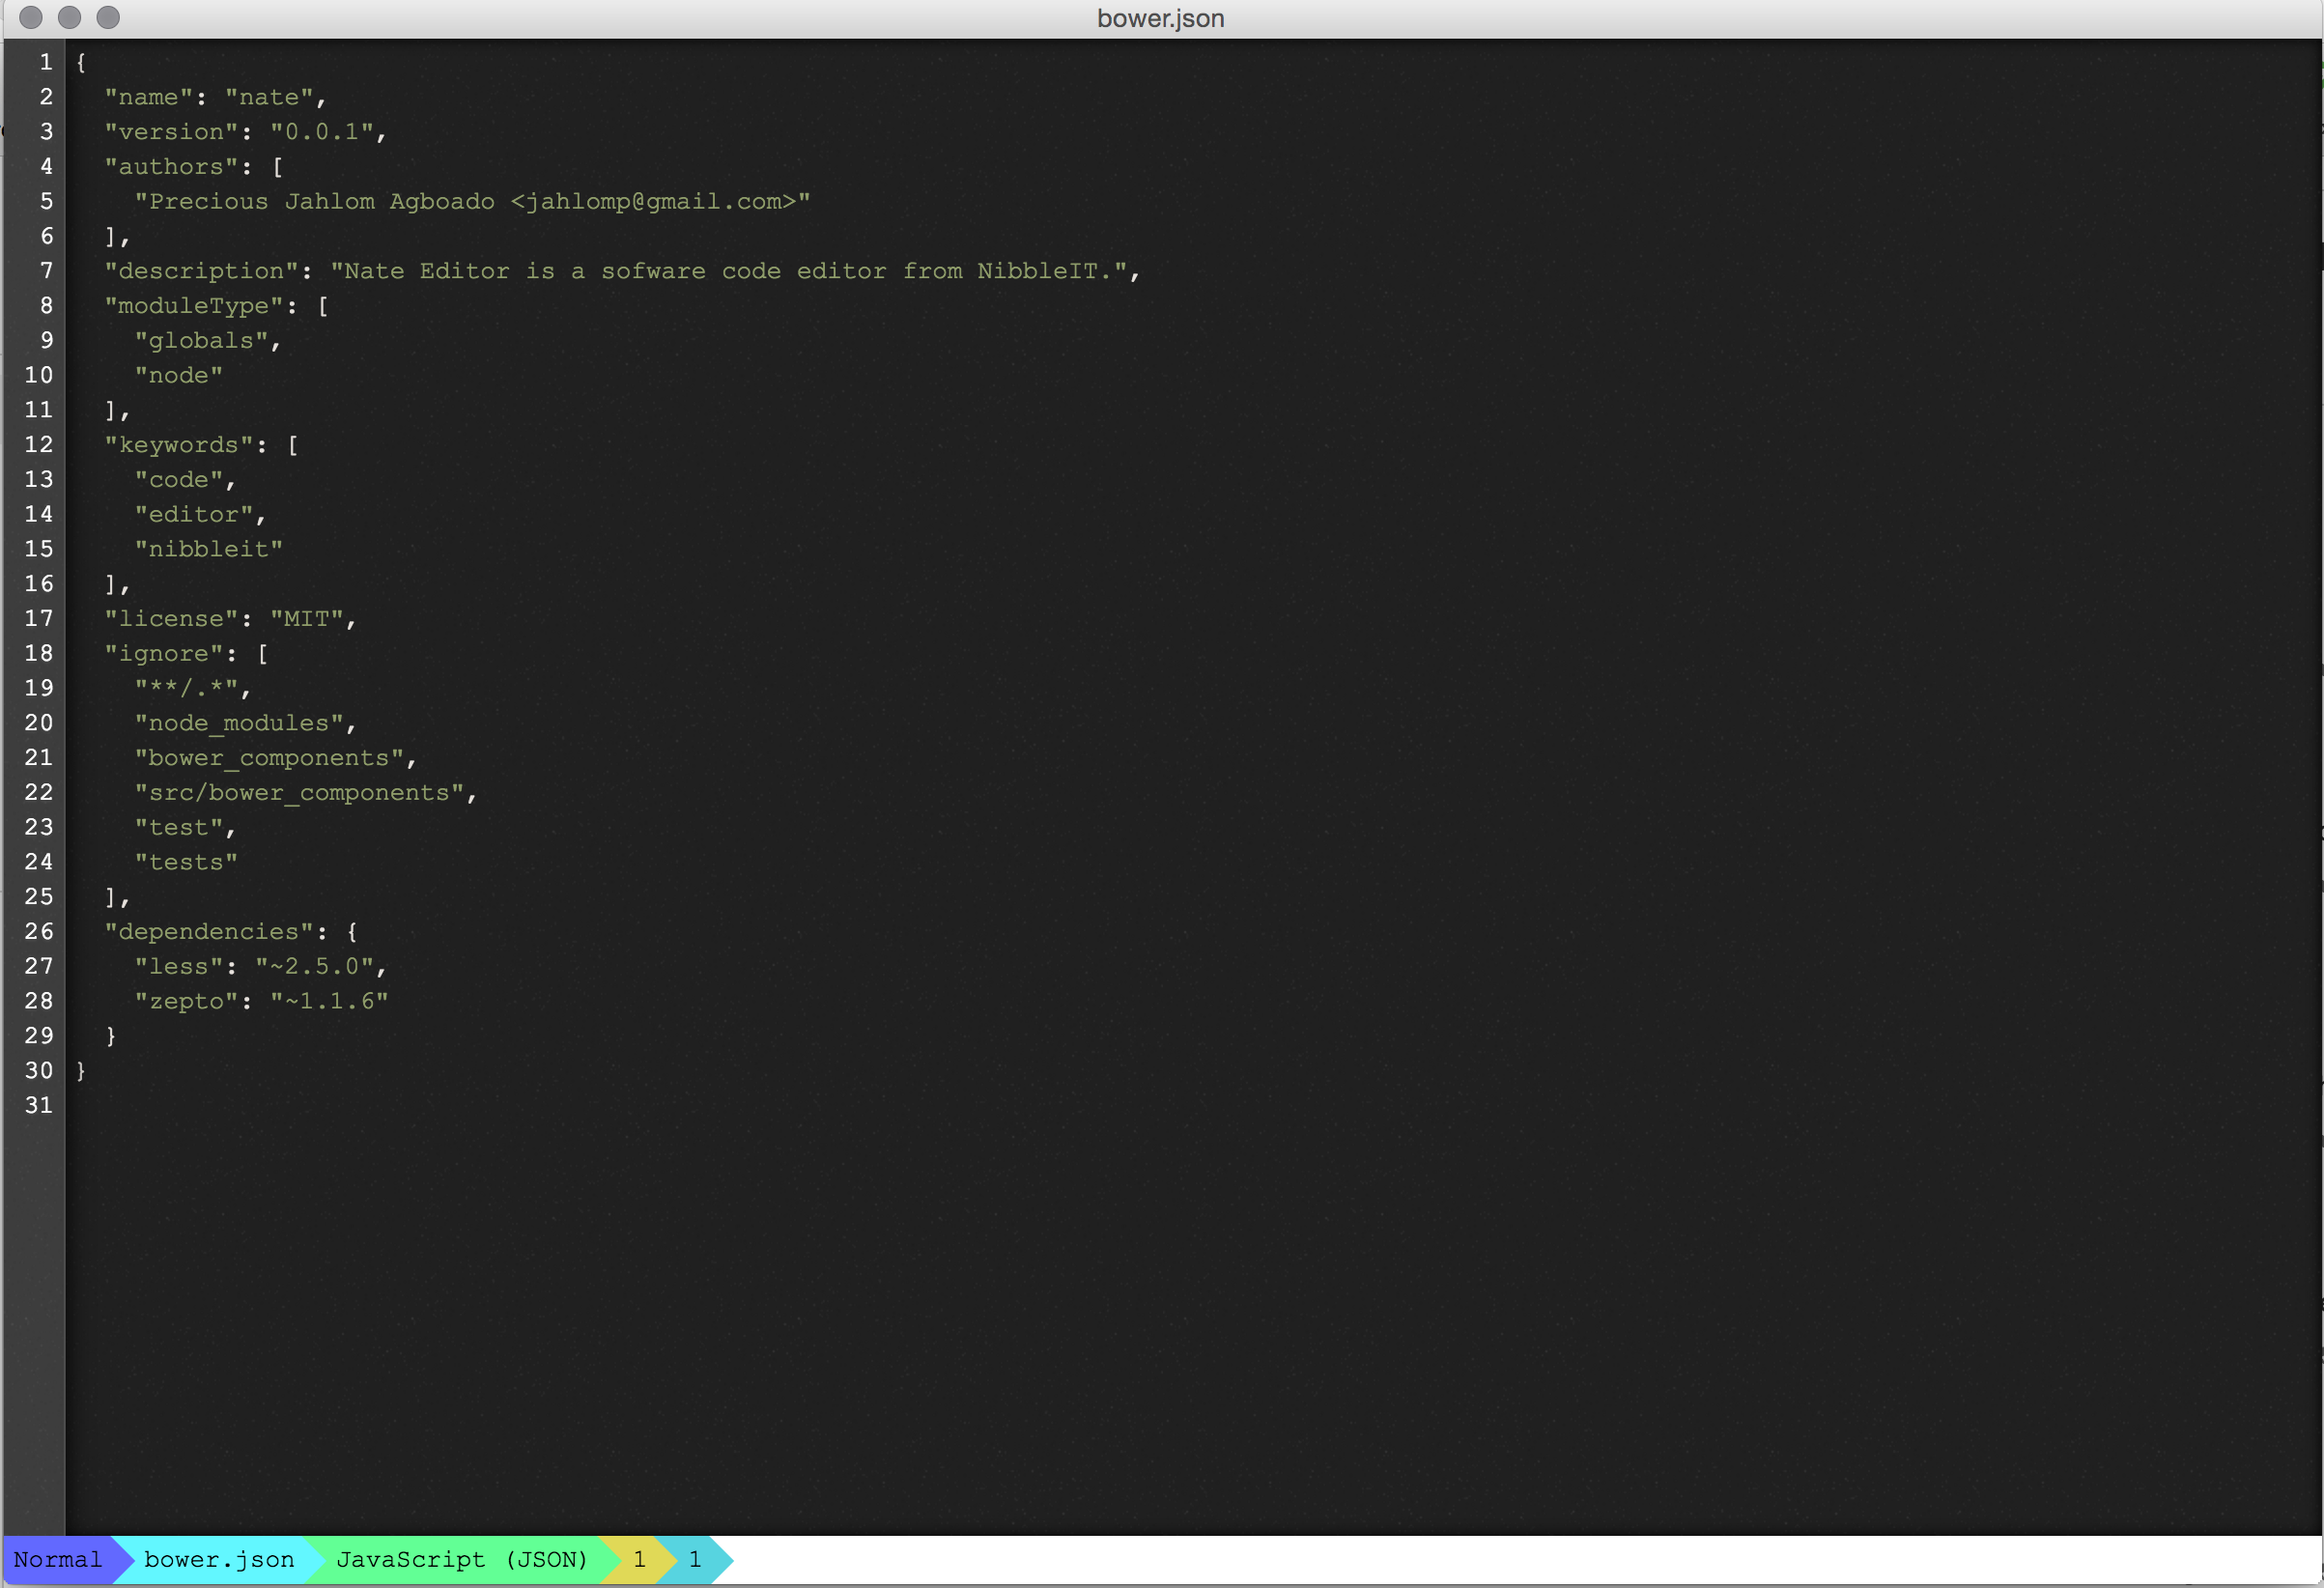 bower.json
1 {
2   "name": "nate",
3   "version": "0.0.1",
4   "authors": [
5     "Precious Jahlom Agboado <jahlomp@gmail.com>"
6   ],
7   "description": "Nate Editor is a sofware code editor from NibbleIT.",
8   "moduleType": [
9     "globals",
10     "node"
11   ],
12   "keywords": [
13     "code",
14     "editor",
15     "nibbleit"
16   ],
17   "license": "MIT",
18   "ignore": [
19     "**/.*",
20     "node_modules",
21     "bower_components",
22     "src/bower_components",
23     "test",
24     "tests"
25   ],
26   "dependencies": {
27     "less": "~2.5.0",
28     "zepto": "~1.1.6"
29   }
30 }
31
Normal bower.json JavaScript (JSON) 1 1